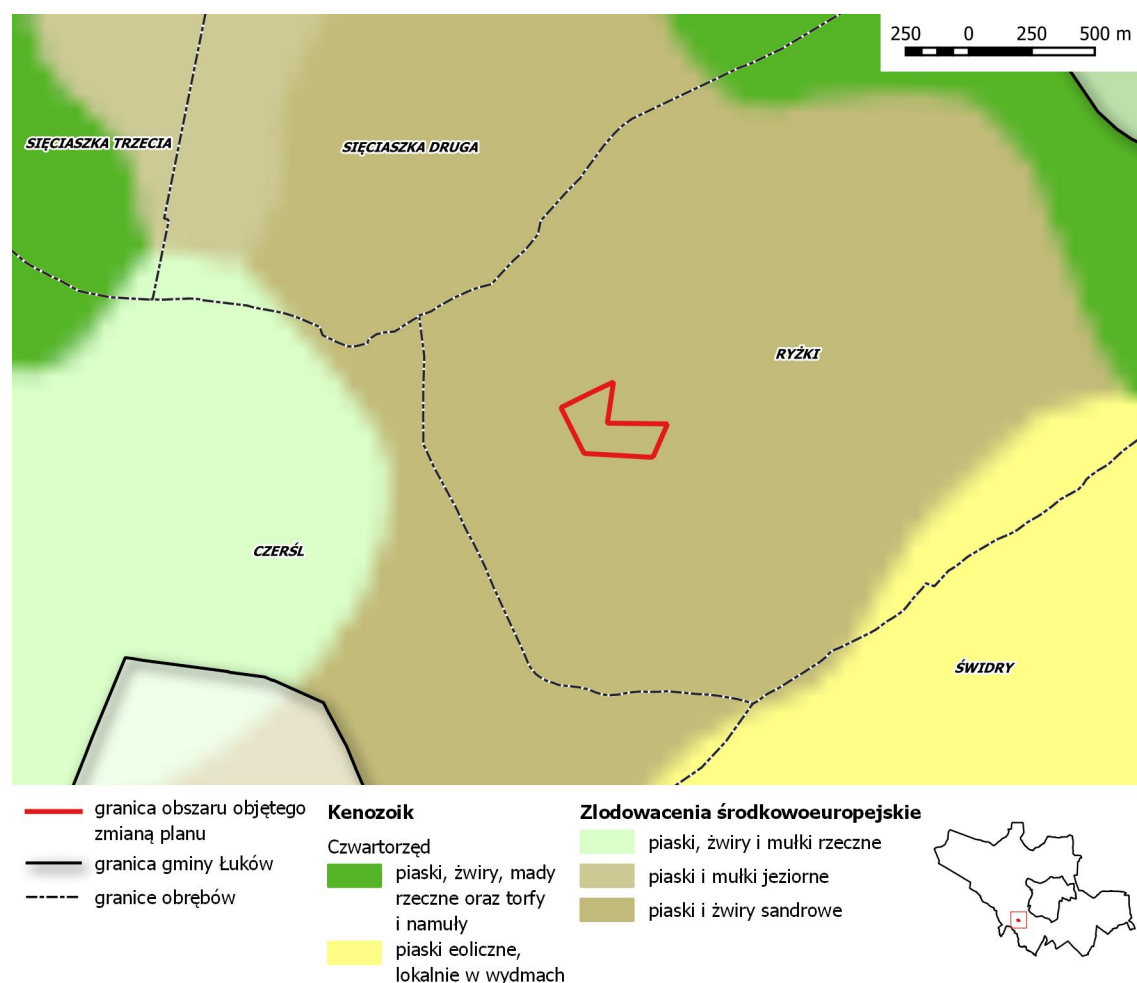 250 0 250 500 m
SIĘCIASZKA TRZECIA
SIĘCIASZKA DRUGA
RYŻKI
CZERŚL
ŚWIDRY
granica obszaru objętego
zmianą planu
granica gminy Łuków
granice obrębów
Kenozoik
Czwartorzęd
piaski, żwiry, mady
rzeczne oraz torfy
i namuły
piaski eoliczne,
lokalnie w wydmach
Zlodowacenia środkowoeuropejskie
piaski, żwiry i mułki rzeczne
piaski i mułki jeziorne
piaski i żwiry sandrowe